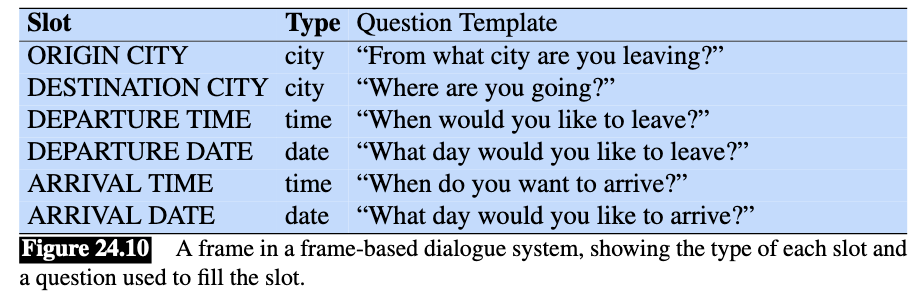 Slot Type Question Template
ORIGIN CITY city “From what city are you leaving?”
DESTINATION CITY city “Where are you going?”
DEPARTURE TIME time “When would you like to leave?”
DEPARTURE DATE date “What day would you like to leave?”
ARRIVAL TIME time “When do you want to arrive?”
ARRIVAL DATE date “What day would you like to arrive?”
Figure 24.10 A frame in a frame-based dialogue system, showing the type of each slot and
a question used to fill the slot.